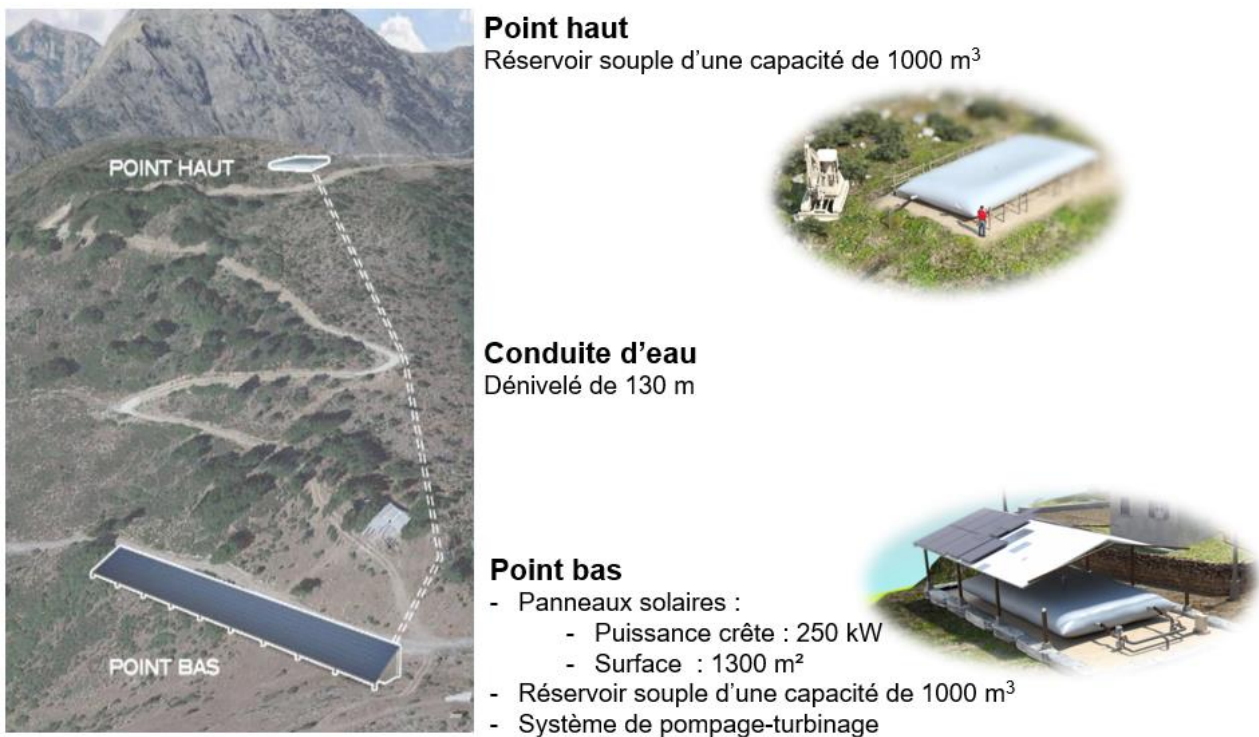 Point haut
Réservoir souple d’une capacité de 1000 m³
POINT HAUT
Conduite d’eau
Dénivelé de 130 m
Point bas
- Panneaux solaires :
- Puissance crête : 250 kW
- Surface : 1300 m²
POINT BAS
- Réservoir souple d’une capacité de 1000 m³
- Système de pompage-turbinage